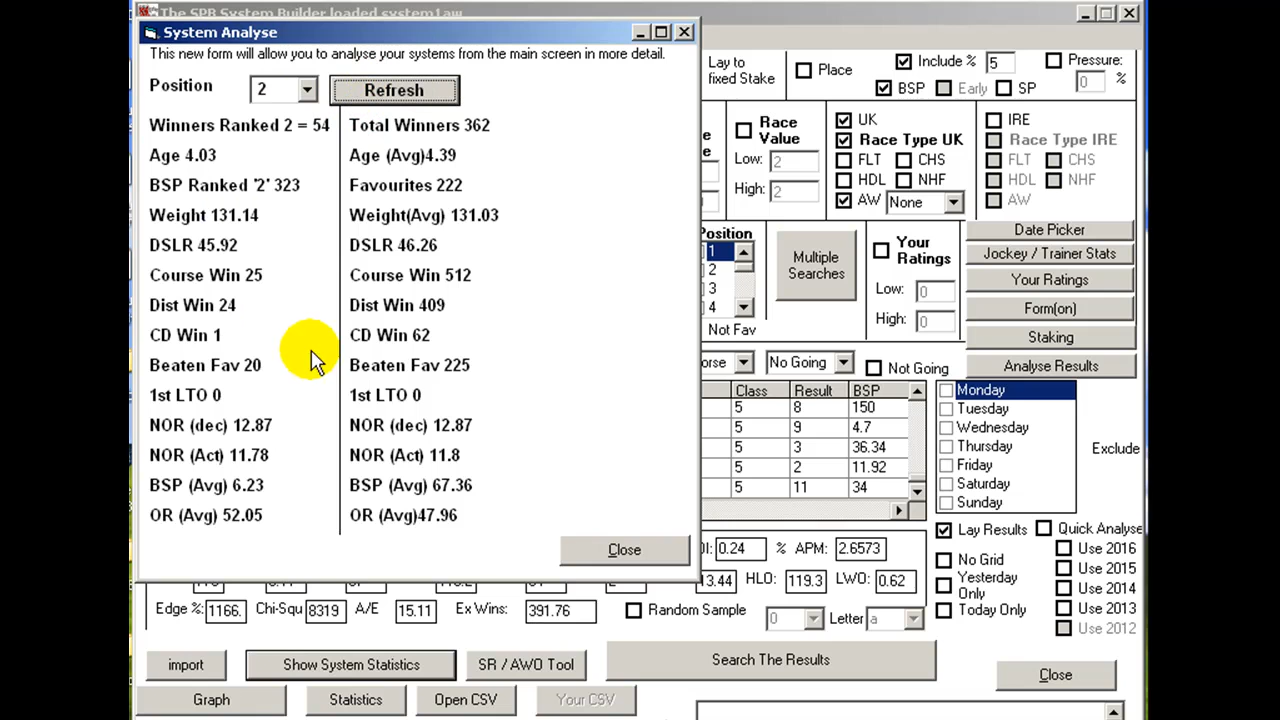 The SPB System Builder loaded system1aw
System Analyse
This new form will allow you to analyse your systems from the main screen in more detail.
Position 2 Refresh
Winners Ranked 2 = 54 Total Winners 362
Age 4.03 Age (Avg)4.39
BSP Ranked '2' 323 Favourites 222
Weight 131.14 Weight(Avg) 131.03
DSLR 45.92 DSLR 46.26
Course Win 25 Course Win 512
Dist Win 24 Dist Win 409
CD Win 1 CD Win 62
Beaten Fav 20 Beaten Fav 225
1st LTO 0 1st LTO 0
NOR (dec) 12.87 NOR (dec) 12.87
NOR (Act) 11.78 NOR (Act) 11.8
BSP (Avg) 6.23 BSP (Avg) 67.36
OR (Avg) 52.05 OR (Avg)47.96
Close
Lay to
fixed Stake
Place
Include % 5
Pressure:
0 %
BSP Early SP
Race
Value
Low: 2
High: 2
UK
Race Type UK
FLT CHS
HDL NHF
AW None
IRE
Race Type IRE
FLT CHS
HDL NHF
AW
Position
1
2
3
4
Not Fav
Multiple
Searches
Your
Ratings
Low: 0
High: 0
Date Picker
Jockey / Trainer Stats
Your Ratings
Form(on)
Staking
Analyse Results
orse No Going Not Going
Class Result BSP
5 8 150
5 9 4.7
5 3 36.34
5 2 11.92
5 11 34
Monday
Tuesday
Wednesday
Thursday
Friday
Saturday
Sunday
Exclude
Lay Results Quick Analyse
No Grid
Yesterday
Only
Today Only
Use 2016
Use 2015
Use 2014
Use 2013
Use 2012
0.24 % APM: 2.6573
13.44 HLO: 119.3 LWO: 0.62
Edge %: 1166. Chi-Squ 8319 A/E 15.11 Ex Wins: 391.76 Random Sample 0 Letter a
import Show System Statistics SR / AWO Tool Search The Results Close
Graph Statistics Open CSV Your CSV